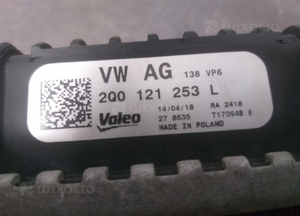 VW AG 138 VP6
2Q0 121 253 L
Valeo 14/04/18 RA 2418
27 8635 T170948 E
MADE IN POLAND